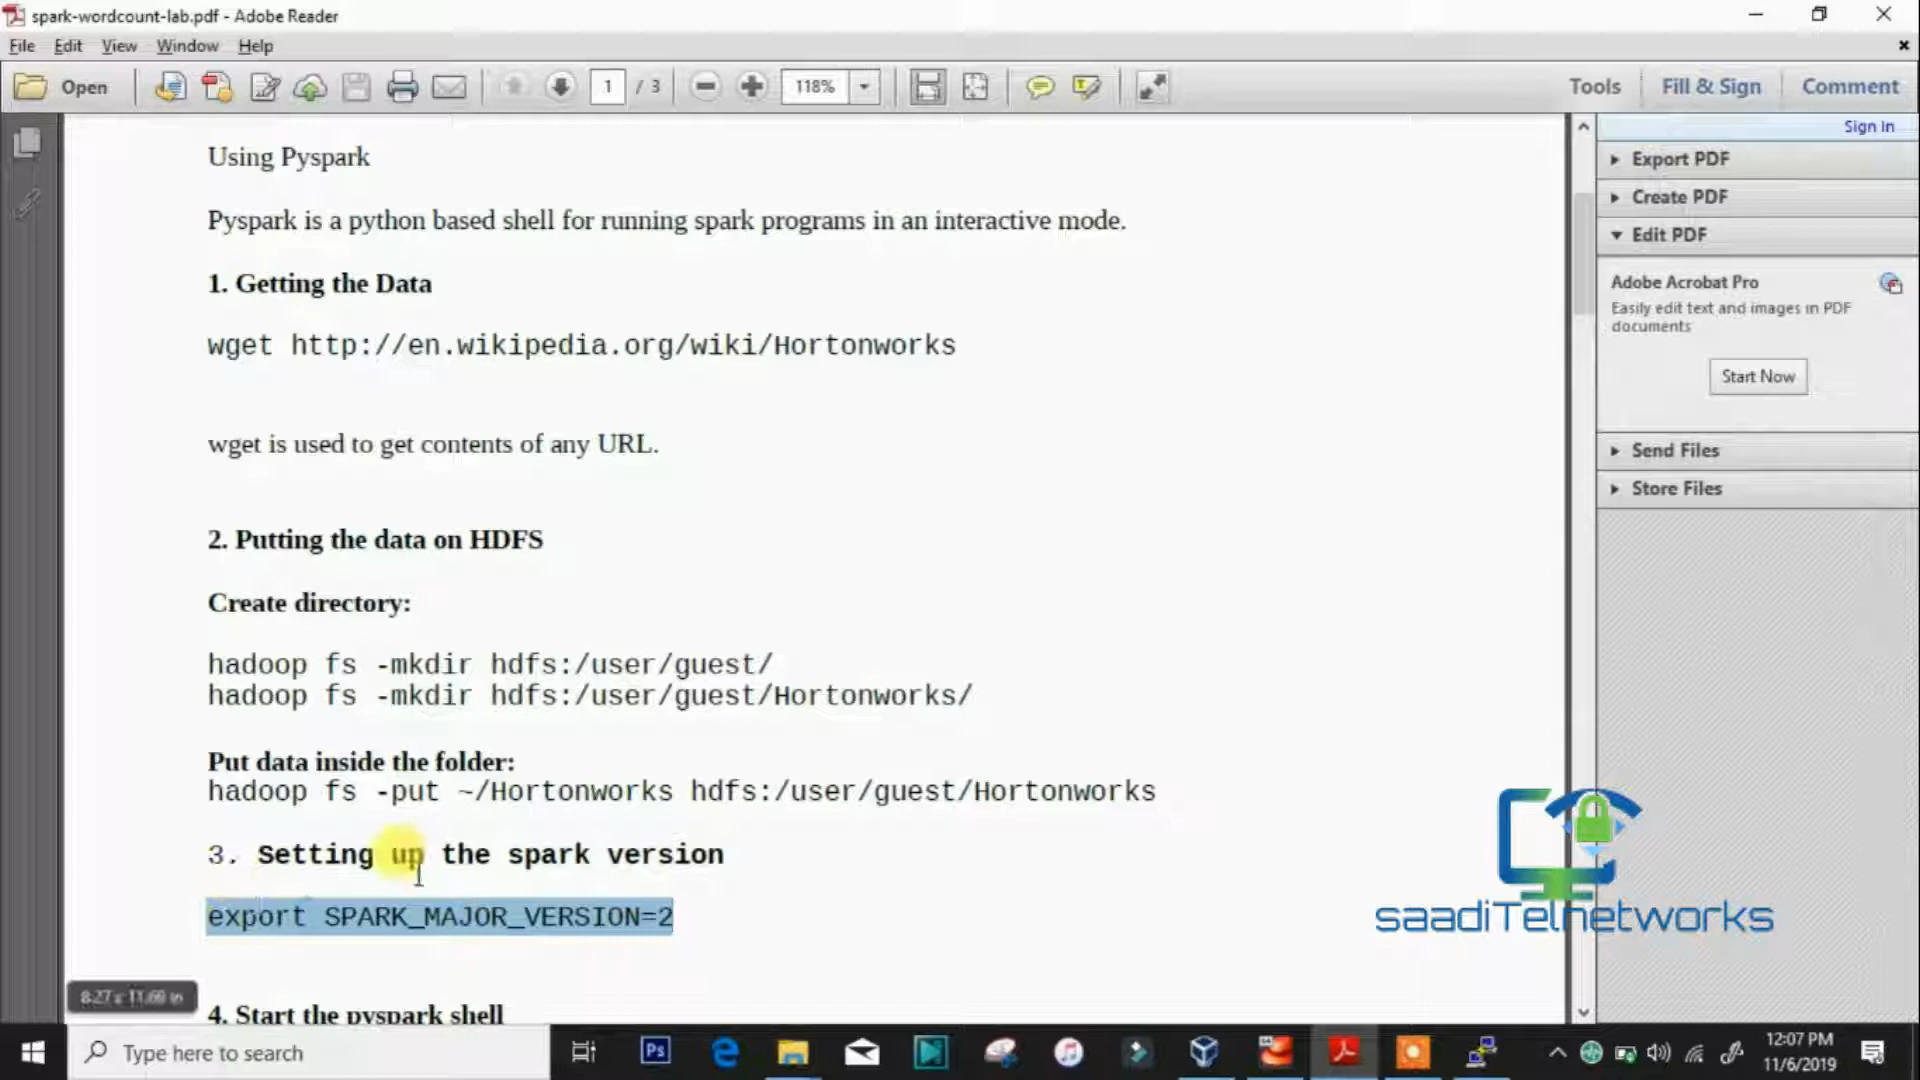 spark-wordcount-lab.pdf - Adobe Reader
File Edit View Window Help
Open 1 / 3 118% Tools Fill & Sign Comment
Sign In
Export PDF
Create PDF
Edit PDF
Adobe Acrobat Pro
Easily edit text and images in PDF
documents
Start Now
Send Files
Store Files
Using Pyspark
Pyspark is a python based shell for running spark programs in an interactive mode.
1. Getting the Data
wget http://en.wikipedia.org/wiki/Hortonworks
wget is used to get contents of any URL.
2. Putting the data on HDFS
Create directory:
hadoop fs -mkdir hdfs:/user/guest/
hadoop fs -mkdir hdfs:/user/guest/Hortonworks/
Put data inside the folder:
hadoop fs -put ~/Hortonworks hdfs:/user/guest/Hortonworks
3. Setting up the spark version
export SPARK_MAJOR_VERSION=2
saadiTelnetworks
8.27 x 11.69 in
4. Start the pyspark shell
Type here to search
Ps
12:07 PM
11/6/2019